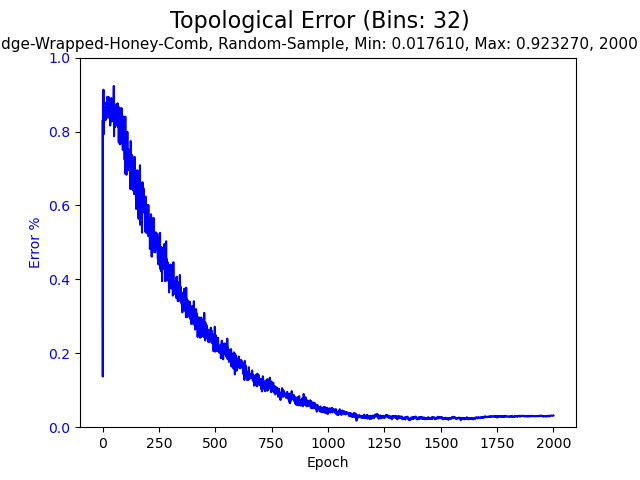 Topological Error (Bins: 32)
dge-Wrapped-Honey-Comb, Random-Sample, Min: 0.017610, Max: 0.923270, 2000
1.0
0.8
0.6
0.4
0.2
0.0
Error %
0 250 500 750 1000 1250 1500 1750 2000
Epoch